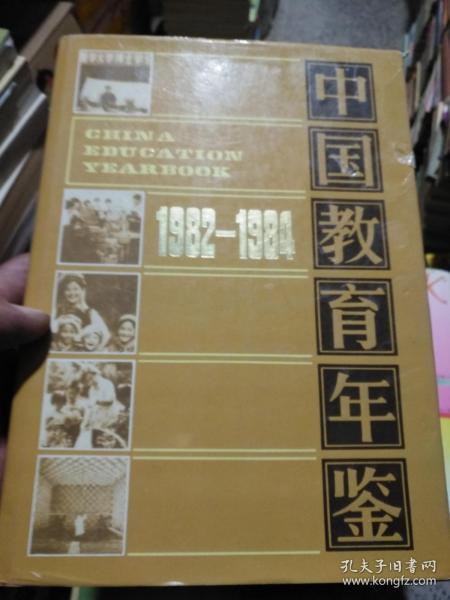 CHINA
EDUCATION
YEARBOOK
1982-1984
中国教育年鉴
孔夫子旧书网
www.kongfz.com